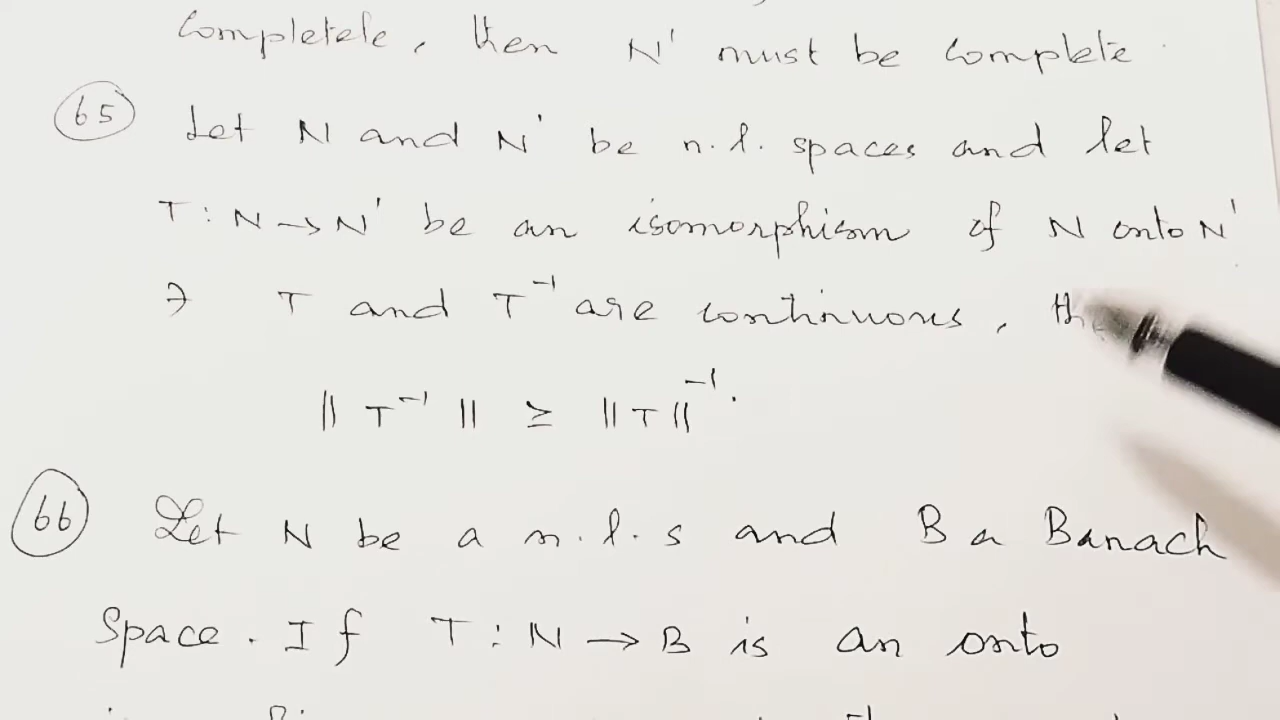 Completele, then N' must be complete.
65 Let N and N' be n.l. spaces and let
T : N → N' be an isomorphism of N onto N'
∋ T and T⁻¹ are continuous,
‖ T⁻¹ ‖ ≥ ‖T‖⁻¹.
66 Let N be a n.l.s and B a Banach
Space. If T : N → B is an onto